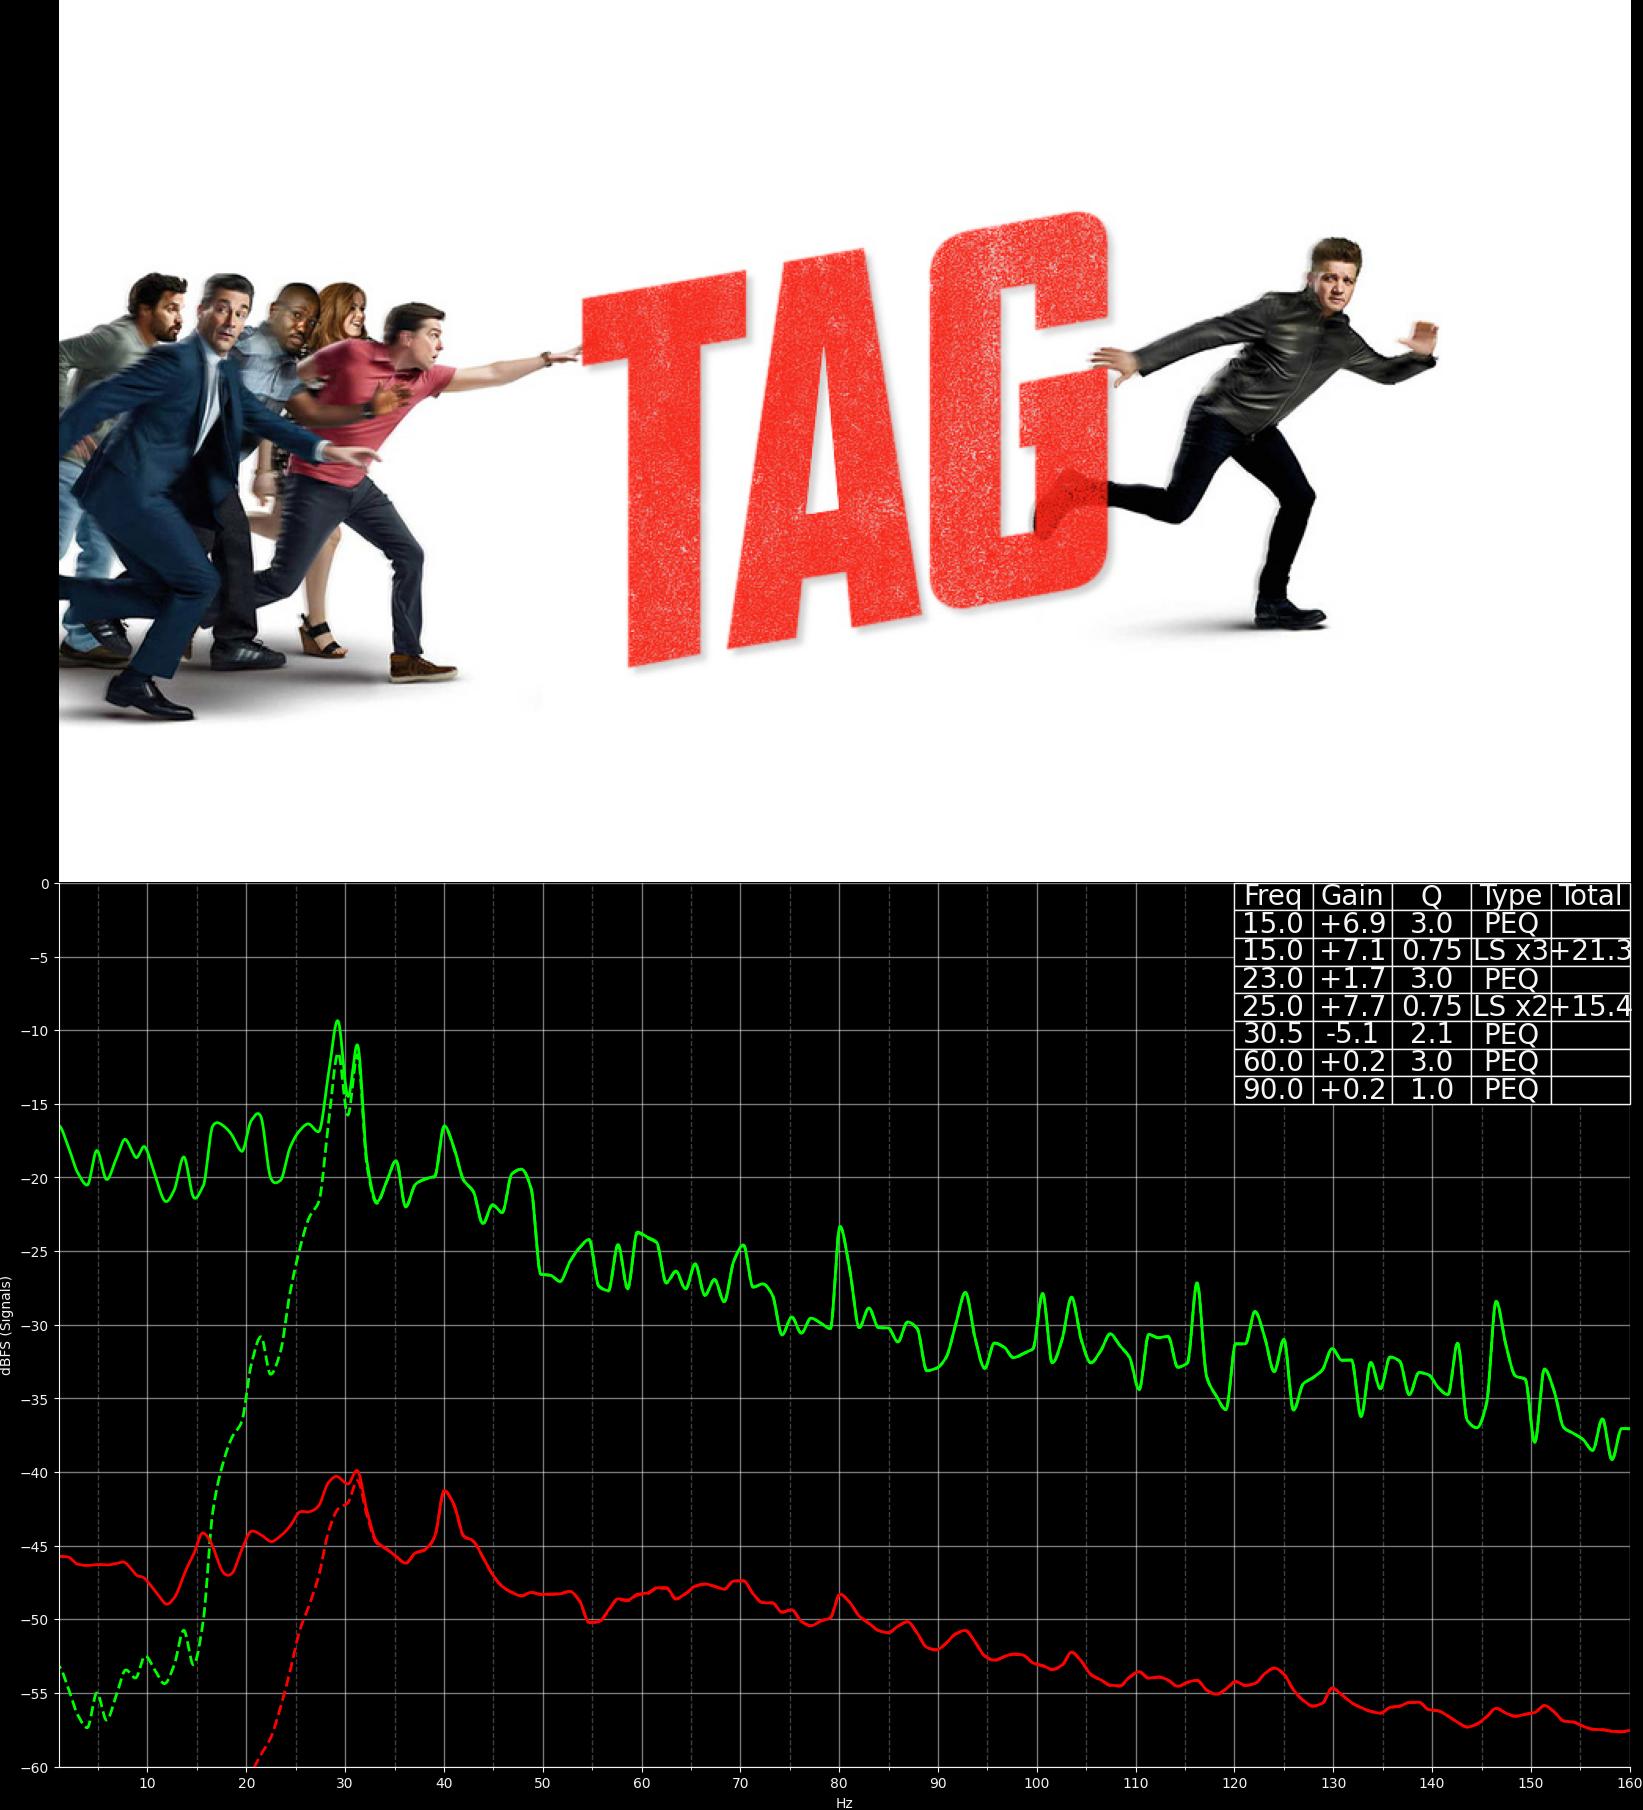 TAG
Freq Gain Q Type Total
15.0 +6.9 3.0 PEQ
15.0 +7.1 0.75 LS x3 +21.3
23.0 +1.7 3.0 PEQ
25.0 +7.7 0.75 LS x2 +15.4
30.5 -5.1 2.1 PEQ
60.0 +0.2 3.0 PEQ
90.0 +0.2 1.0 PEQ
0
−5
−10
−15
−20
−25
−30
−35
−40
−45
−50
−55
−60
dBFS (Signals)
10 20 30 40 50 60 70 80 90 100 110 120 130 140 150 160
Hz